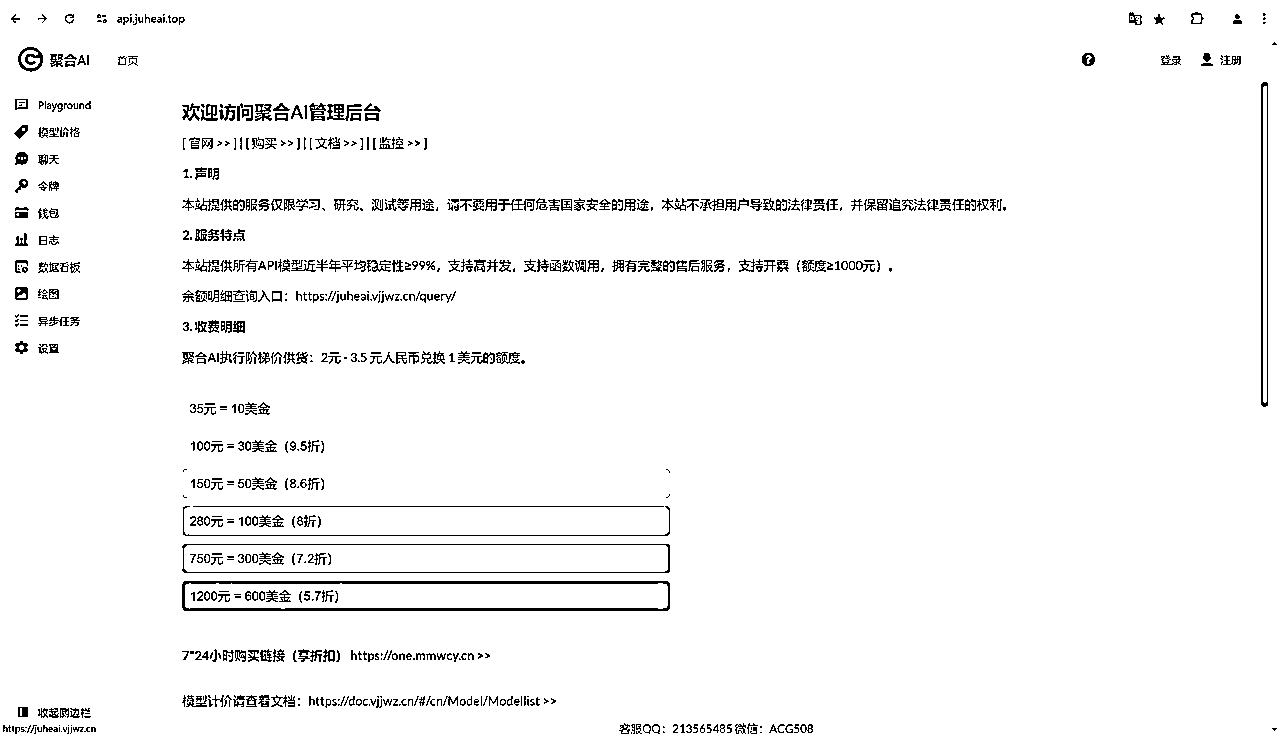 api.juheai.top
聚合AI 首页 登录 注册
Playground
模型价格
聊天
令牌
钱包
日志
数据看板
绘图
异步任务
设置
欢迎访问聚合AI管理后台
[ 官网 >> ] | [ 购买 >> ] | [ 文档 >> ] | [ 监控 >> ]
1. 声明
本站提供的服务仅限学习、研究、测试等用途，请不要用于任何危害国家安全的用途，本站不承担用户导致的法律责任，并保留追究法律责任的权利。
2. 服务特点
本站提供所有API模型近半年平均稳定性≥99%，支持高并发，支持函数调用，拥有完整的售后服务，支持开票（额度≥1000元）。
余额明细查询入口：https://juheai.vjjwz.cn/query/
3. 收费明细
聚合AI执行阶梯价供货：2元 - 3.5 元人民币兑换 1 美元的额度。
35元 = 10美金
100元 = 30美金（9.5折）
150元 = 50美金（8.6折）
280元 = 100美金（8折）
750元 = 300美金（7.2折）
1200元 = 600美金（5.7折）
7*24小时购买链接（享折扣） https://one.mmwcy.cn >>
模型计价请查看文档：https://doc.vjjwz.cn/#/cn/Model/Modellist >>
收起侧边栏
https://juheai.vjjwz.cn
客服QQ：213565485 微信：ACG508